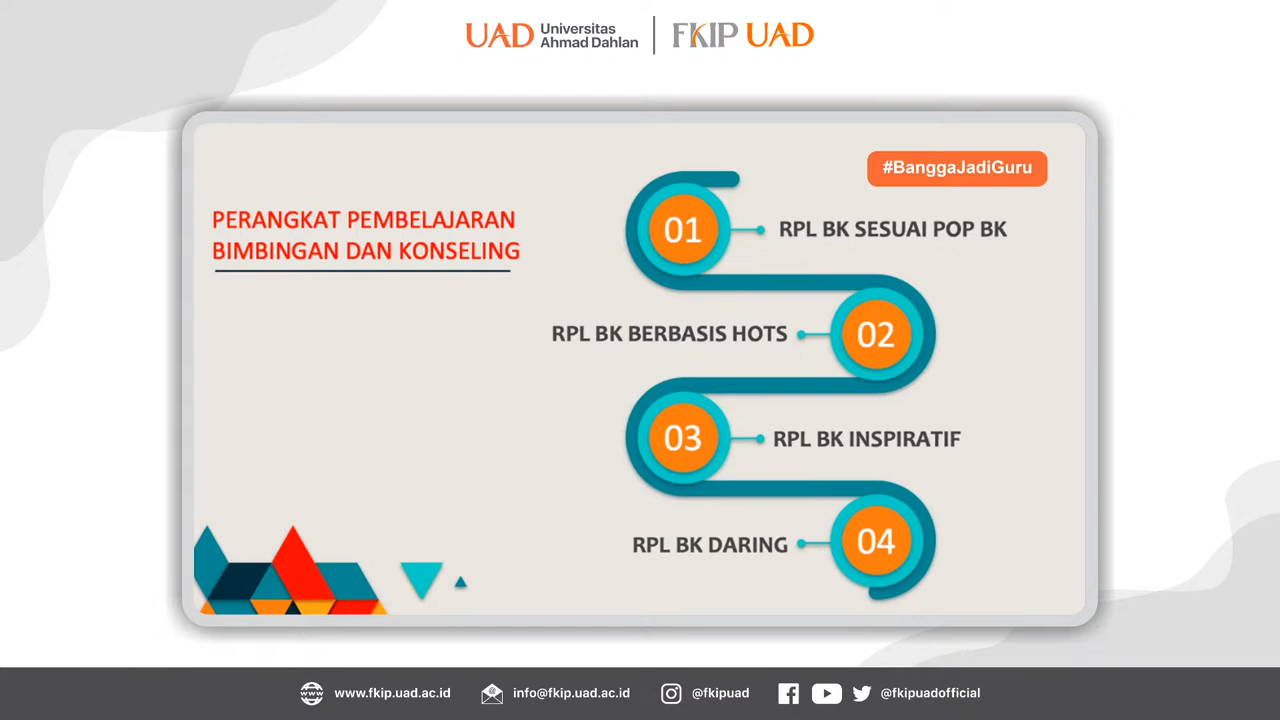 UAD Universitas
Ahmad Dahlan
FKIP UAD
#BanggaJadiGuru
PERANGKAT PEMBELAJARAN
BIMBINGAN DAN KONSELING
01
RPL BK SESUAI POP BK
RPL BK BERBASIS HOTS
02
03
RPL BK INSPIRATIF
RPL BK DARING
04
www.fkip.uad.ac.id
info@fkip.uad.ac.id
@fkipuad
@fkipuadofficial